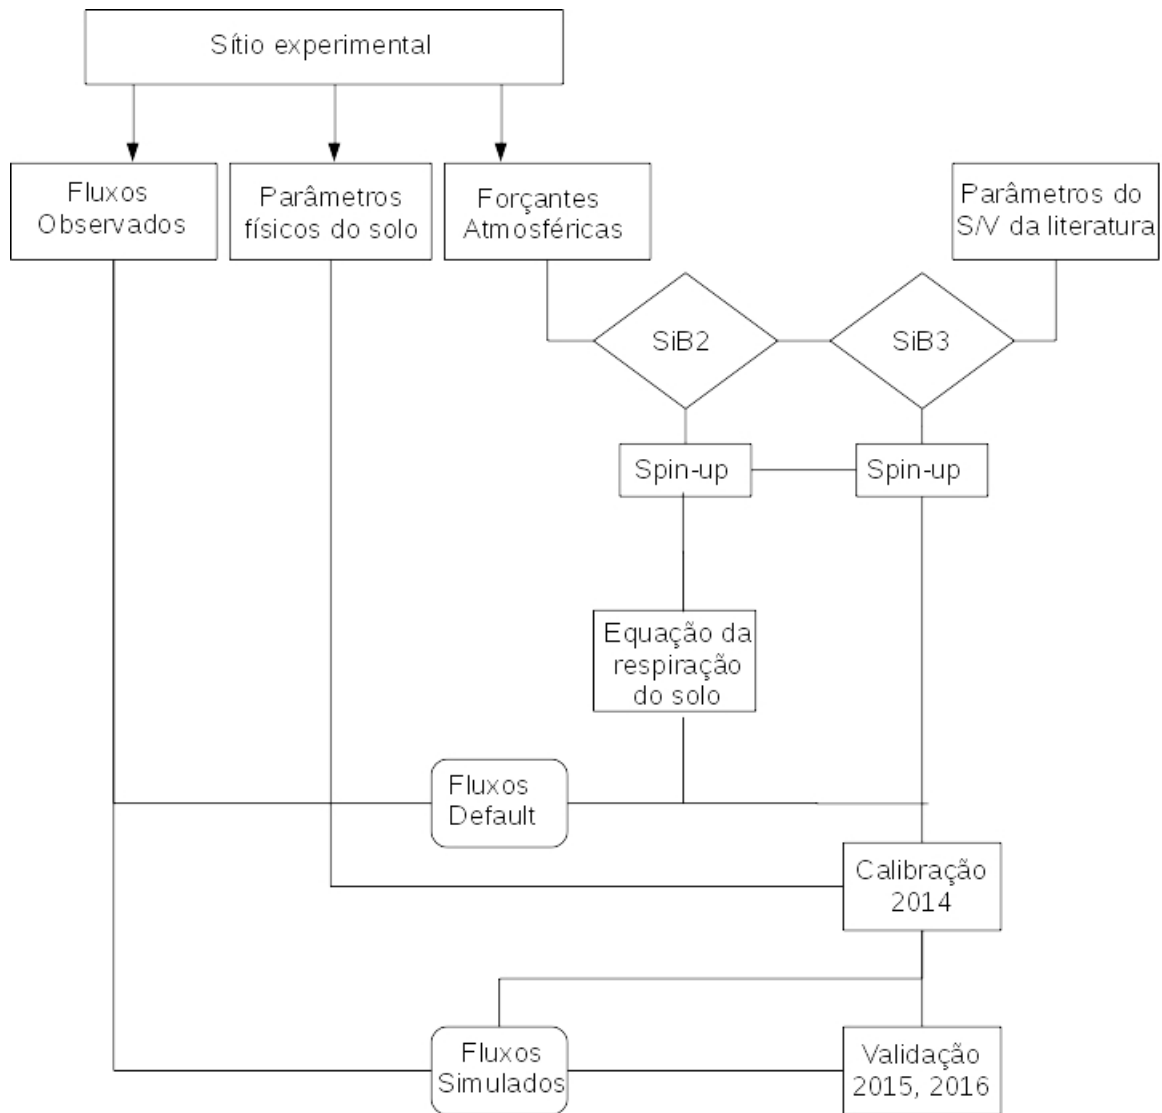 Sítio experimental
Fluxos
Observados
Parâmetros
físicos do solo
Forçantes
Atmosféricas
Parâmetros do
S/V da literatura
SiB2
SiB3
Spin-up
Spin-up
Equação da
respiração
do solo
Fluxos
Default
Calibração
2014
Fluxos
Simulados
Validação
2015, 2016